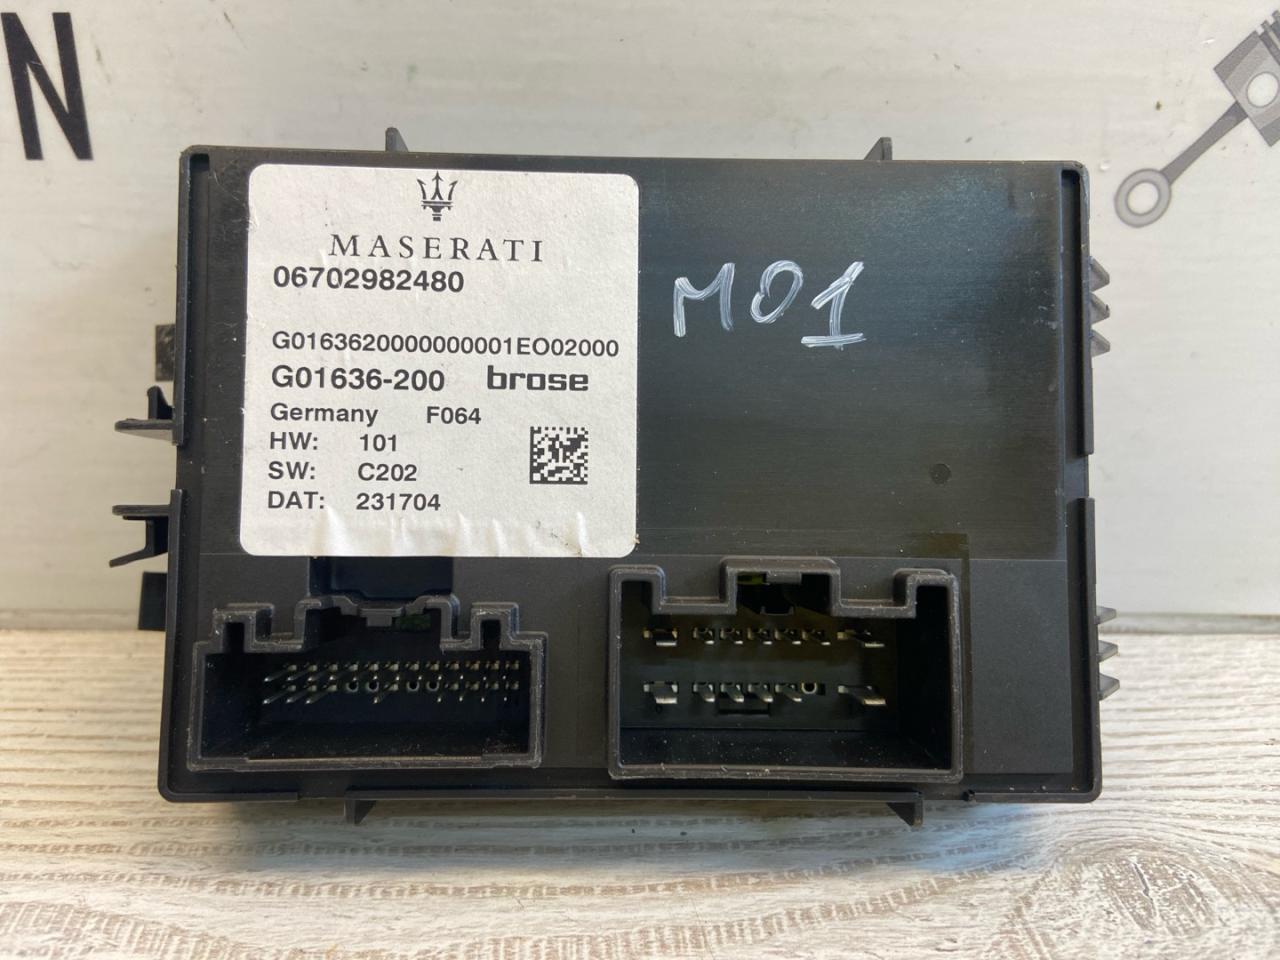 N
MASERATI
06702982480
M01
G0163620000000001EO02000
G01636-200 brose
Germany F064
HW: 101
SW: C202
DAT: 231704